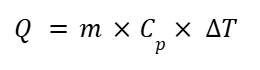 Q = m × Cₚ × ΔT